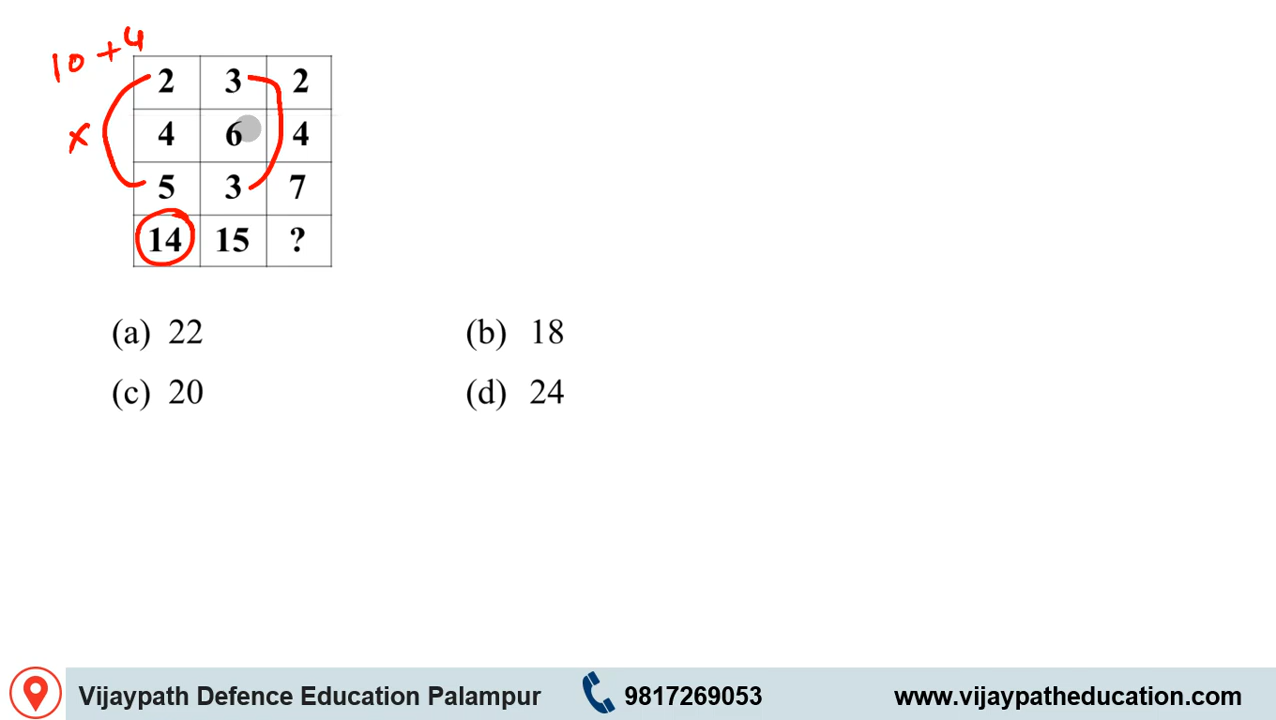 10 + 4
×
2 3 2
4 6 4
5 3 7
14 15 ?
(a) 22 (b) 18
(c) 20 (d) 24
Vijaypath Defence Education Palampur 9817269053 www.vijaypatheducation.com